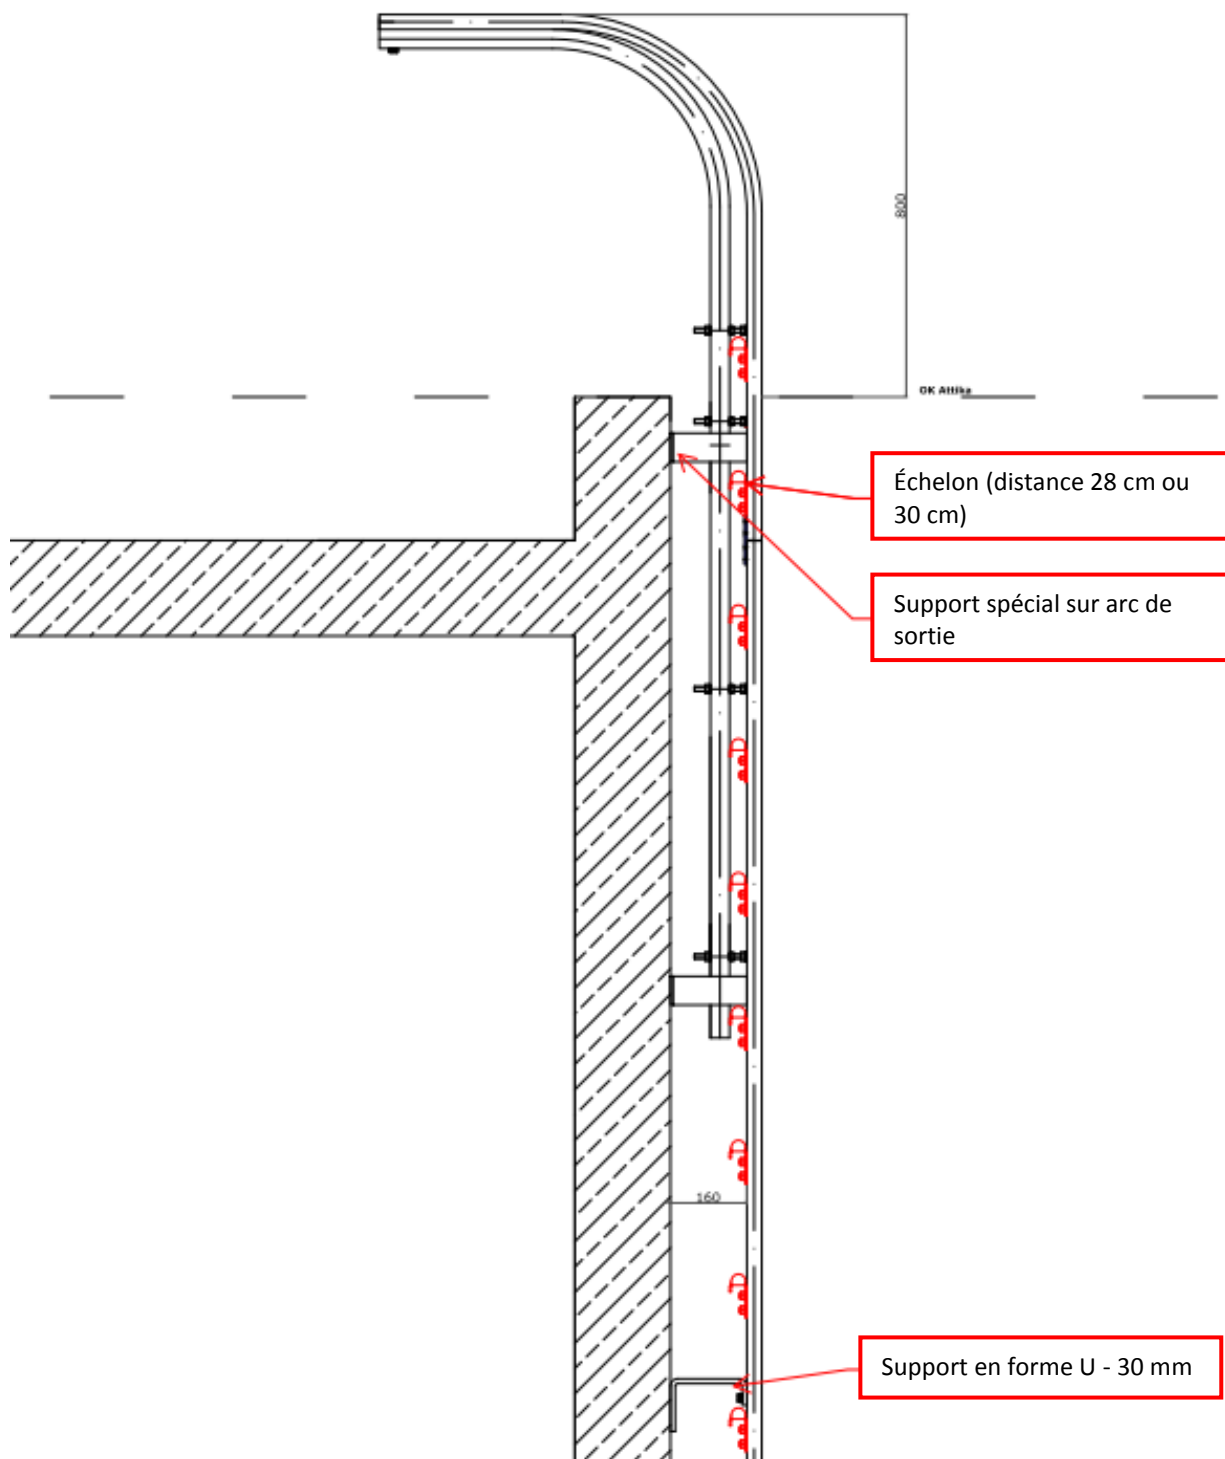 800
OK Attika
Échelon (distance 28 cm ou
30 cm)
Support spécial sur arc de
sortie
160
Support en forme U - 30 mm